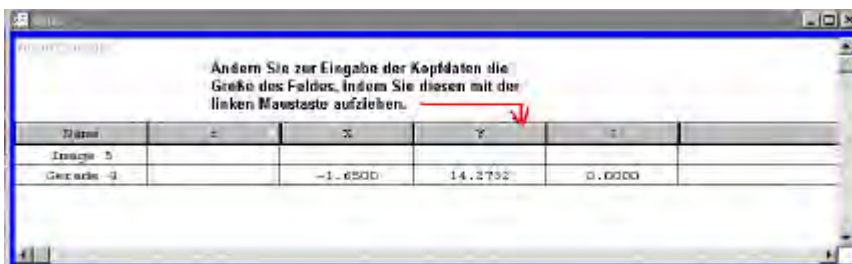 Ändern Sie zur Eingabe der Kopfdaten die
Größe des Feldes, indem Sie diesen mit der
linken Maustaste aufziehen.
Name X Y
Image 5
Gerade 4 -1.6500 14.2732 0.0000